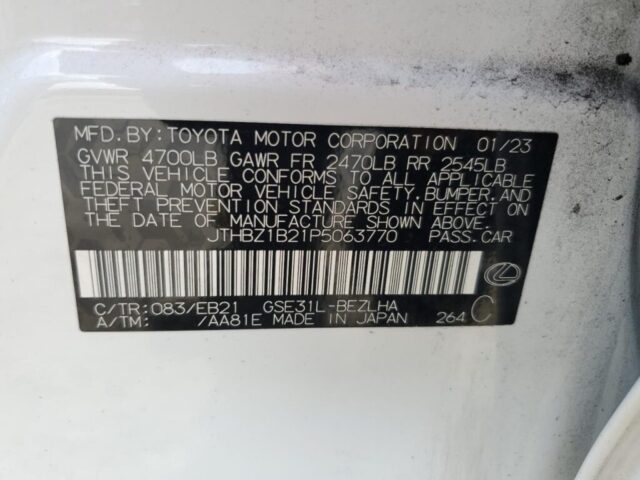 MFD.BY:TOYOTA MOTOR CORPORATION 01/23
GVWR 4700LB GAWR FR 2470LB RR 2545LB
THIS VEHICLE CONFORMS TO ALL APPLICABLE
FEDERAL MOTOR VEHICLE SAFETY,BUMPER,AND
THEFT PREVENTION STANDARDS IN EFFECT ON
THE DATE OF MANUFACTURE SHOWN ABOVE.
JTHBZ1B21P5063770 PASS.CAR
C/TR:083/EB21 GSE31L-BEZLHA
A/TM: /AA81E MADE IN JAPAN 264 C